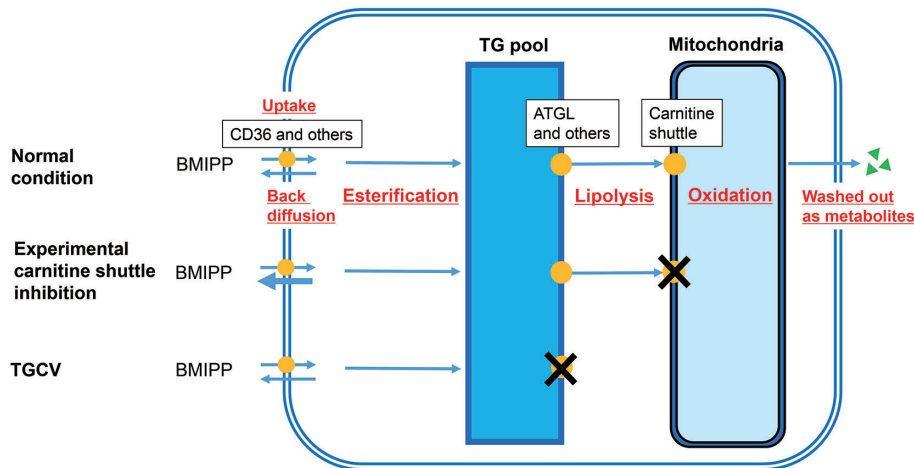 TG pool
Mitochondria
Uptake
CD36 and others
ATGL
and others
Carnitine
shuttle
Normal
condition
BMIPP
Back
diffusion
Esterification
Lipolysis
Oxidation
Washed out
as metabolites
Experimental
carnitine shuttle
inhibition
BMIPP
TGCV
BMIPP